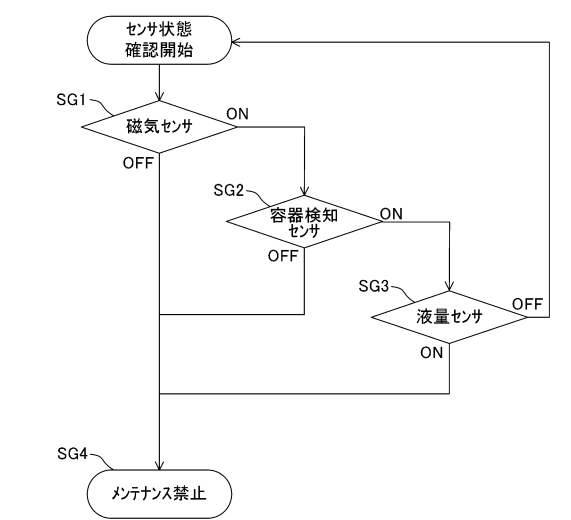 センサ状態
確認開始
SG1
磁気センサ
ON
OFF
SG2
容器検知
センサ
ON
OFF
SG3
液量センサ
OFF
ON
SG4
メンテナンス禁止